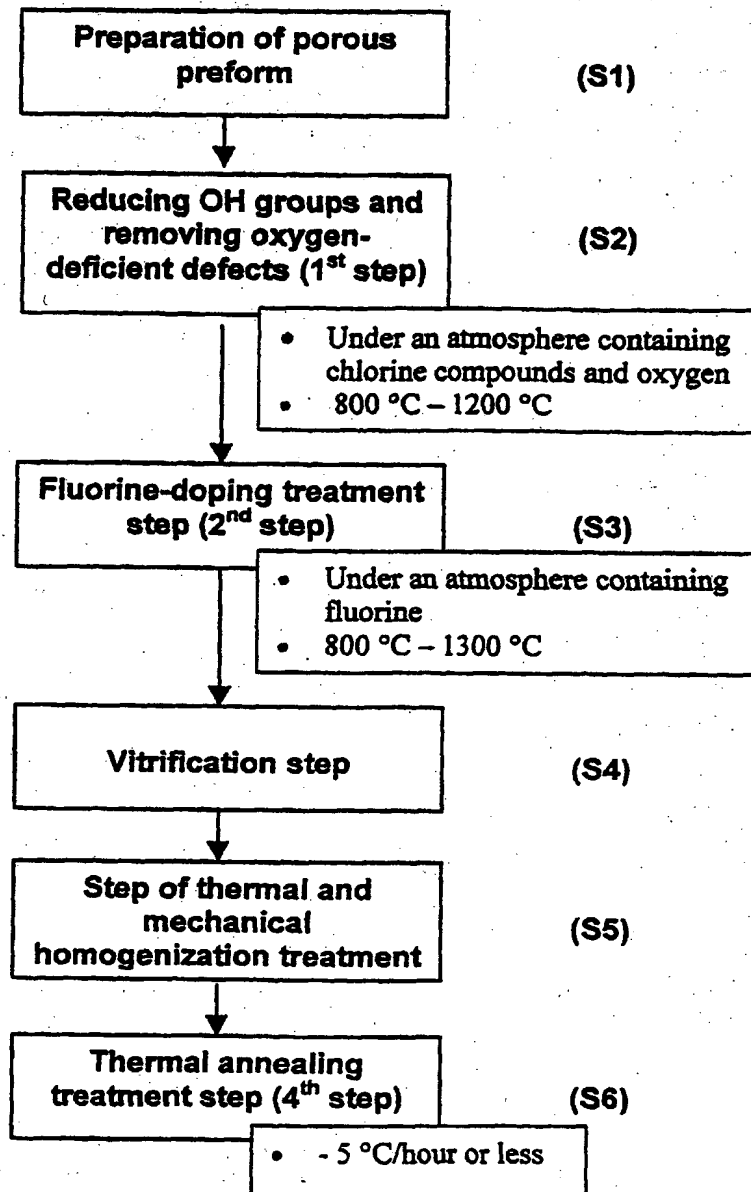 Preparation of porous
preform
(S1)
Reducing OH groups and
removing oxygen-
deficient defects (1st step)
(S2)
• Under an atmosphere containing
chlorine compounds and oxygen
• 800 °C – 1200 °C
Fluorine-doping treatment
step (2nd step)
(S3)
• Under an atmosphere containing
fluorine
• 800 °C – 1300 °C
Vitrification step
(S4)
Step of thermal and
mechanical
homogenization treatment
(S5)
Thermal annealing
treatment step (4th step)
(S6)
• - 5 °C/hour or less